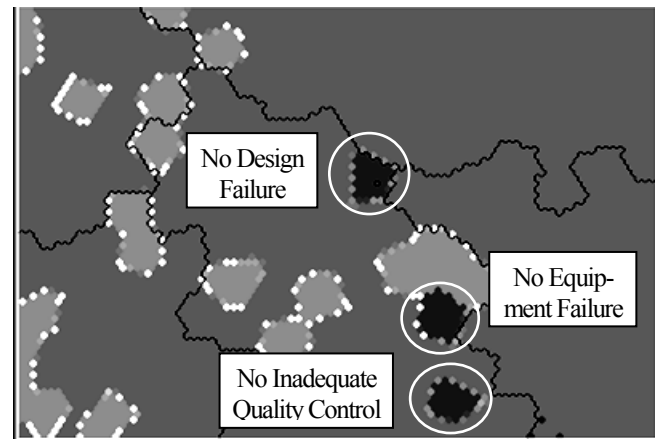 No Design
Failure
No Equip-
ment Failure
No Inadequate
Quality Control